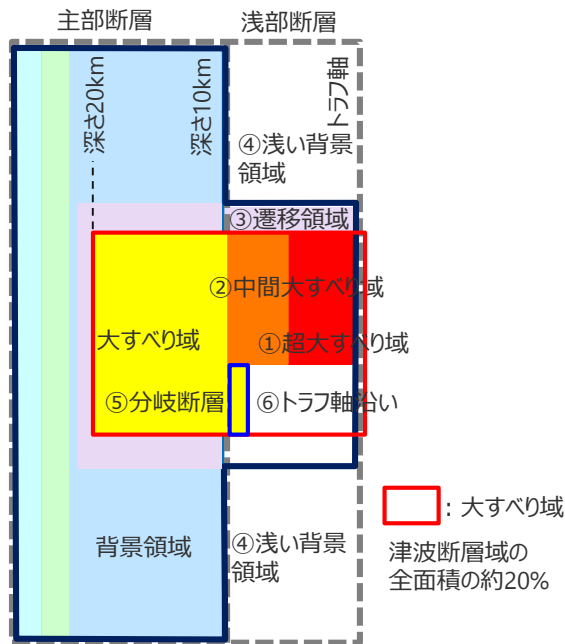 主部断層
浅部断層
深さ20km
深さ10km
トラフ軸
④浅い背景
領域
③遷移領域
②中間大すべり域
大すべり域
①超大すべり域
⑤分岐断層
⑥トラフ軸沿い
背景領域
④浅い背景
領域
：大すべり域
津波断層域の
全面積の約20%